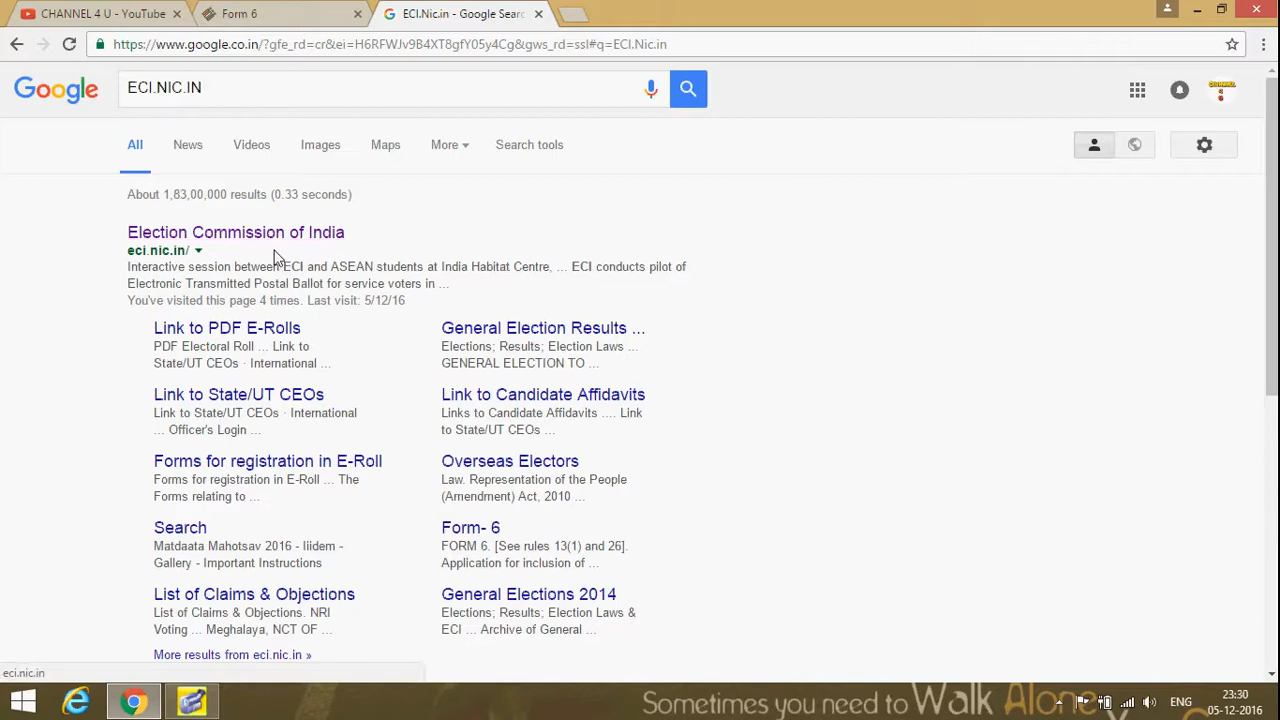 CHANNEL 4 U - YouTube
Form 6
ECI.Nic.in - Google Sear
https://www.google.co.in/?gfe_rd=cr&ei=H6RFWJv9B4XT8gfY05y4Cg&gws_rd=ssl#q=ECI.Nic.in
Google
ECI.NIC.IN
All News Videos Images Maps More Search tools
About 1,83,00,000 results (0.33 seconds)
Election Commission of India
eci.nic.in/
Interactive session between ECI and ASEAN students at India Habitat Centre, ... ECI conducts pilot of
Electronic Transmitted Postal Ballot for service voters in ...
You've visited this page 4 times. Last visit: 5/12/16
Link to PDF E-Rolls
PDF Electoral Roll ... Link to
State/UT CEOs · International ...
General Election Results ...
Elections; Results; Election Laws ...
GENERAL ELECTION TO ...
Link to State/UT CEOs
Link to State/UT CEOs · International
... Officer's Login ...
Link to Candidate Affidavits
Links to Candidate Affidavits .... Link
to State/UT CEOs ...
Forms for registration in E-Roll
Forms for registration in E-Roll ... The
Forms relating to ...
Overseas Electors
Law. Representation of the People
(Amendment) Act, 2010 ...
Search
Matdaata Mahotsav 2016 - Iiidem -
Gallery - Important Instructions
Form- 6
FORM 6. [See rules 13(1) and 26].
Application for inclusion of ...
List of Claims & Objections
List of Claims & Objections. NRI
Voting ... Meghalaya, NCT OF ...
General Elections 2014
Elections; Results; Election Laws &
ECI ... Archive of General ...
More results from eci.nic.in »
eci.nic.in
Sometimes you need to Walk Alone
ENG
23:30
05-12-2016